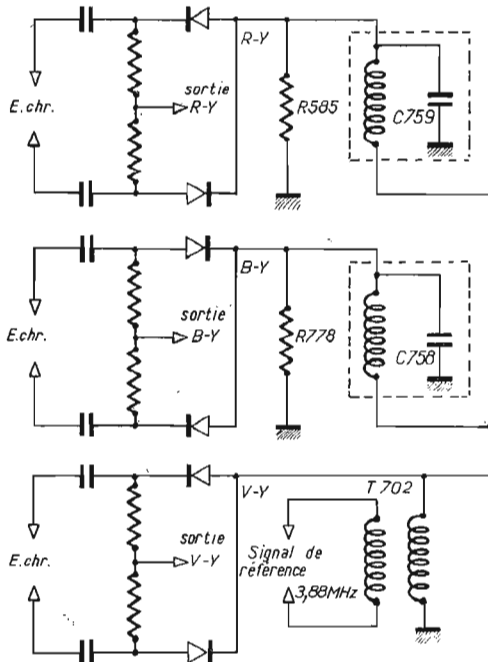 R-Y
sortie
R-Y
E.chr.
R585
C759
B-Y
sortie
B-Y
E.chr.
R778
C758
V-Y
T702
sortie
V-Y
E.chr.
Signal de
référence
3,88MHz